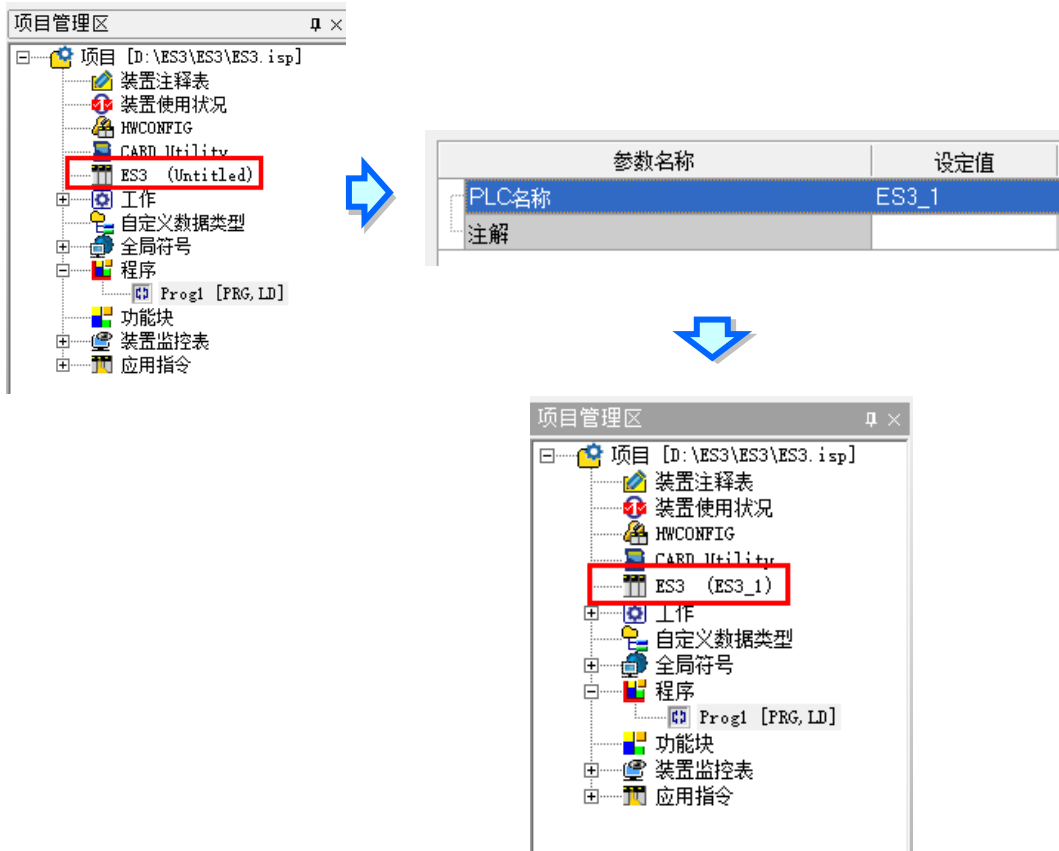 项目管理区
项目 [D:\ES3\ES3\ES3.isp]
装置注释表
装置使用状况
HWCONFIG
CARD Utility
ES3 (Untitled)
工作
自定义数据类型
全局符号
程序
Prog1 [PRG,LD]
功能块
装置监控表
应用指令
参数名称 设定值
PLC名称 ES3_1
注解
项目管理区
项目 [D:\ES3\ES3\ES3.isp]
装置注释表
装置使用状况
HWCONFIG
CARD Utility
ES3 (ES3_1)
工作
自定义数据类型
全局符号
程序
Prog1 [PRG,LD]
功能块
装置监控表
应用指令